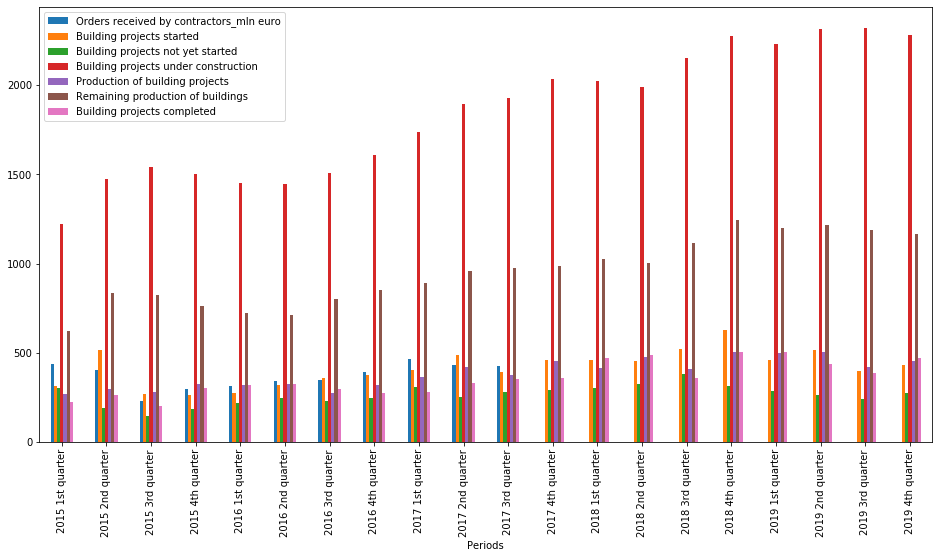 Orders received by contractors_mln euro
Building projects started
Building projects not yet started
Building projects under construction
Production of building projects
Remaining production of buildings
Building projects completed
2000
1500
1000
500
0
2015 1st quarter
2015 2nd quarter
2015 3rd quarter
2015 4th quarter
2016 1st quarter
2016 2nd quarter
2016 3rd quarter
2016 4th quarter
2017 1st quarter
2017 2nd quarter
2017 3rd quarter
2017 4th quarter
2018 1st quarter
2018 2nd quarter
2018 3rd quarter
2018 4th quarter
2019 1st quarter
2019 2nd quarter
2019 3rd quarter
2019 4th quarter
Periods